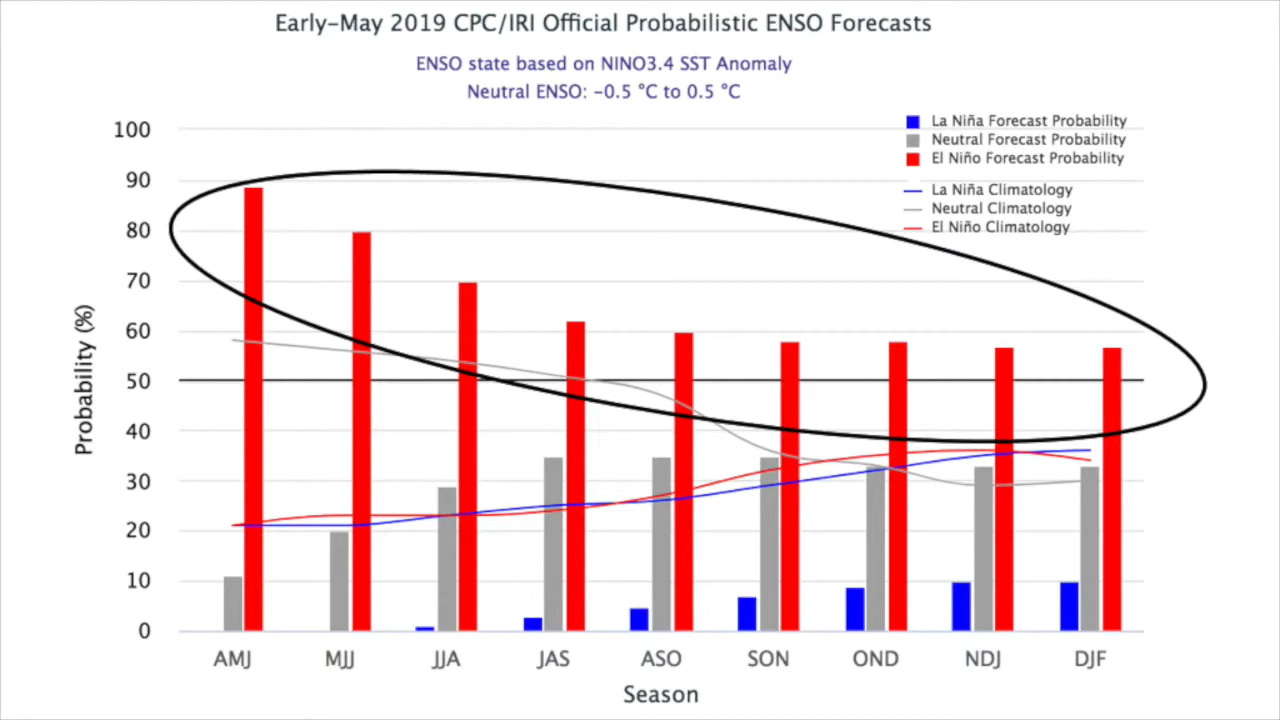 Early-May 2019 CPC/IRI Official Probabilistic ENSO Forecasts
ENSO state based on NINO3.4 SST Anomaly
Neutral ENSO: -0.5 °C to 0.5 °C
La Niña Forecast Probability
Neutral Forecast Probability
El Niño Forecast Probability
La Niña Climatology
Neutral Climatology
El Niño Climatology
Probability (%)
100
90
80
70
60
50
40
30
20
10
0
AMJ MJJ JJA JAS ASO SON OND NDJ DJF
Season